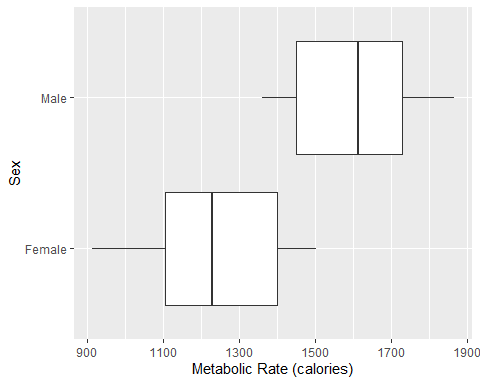 Sex
Male
Female
900 1100 1300 1500 1700 1900
Metabolic Rate (calories)